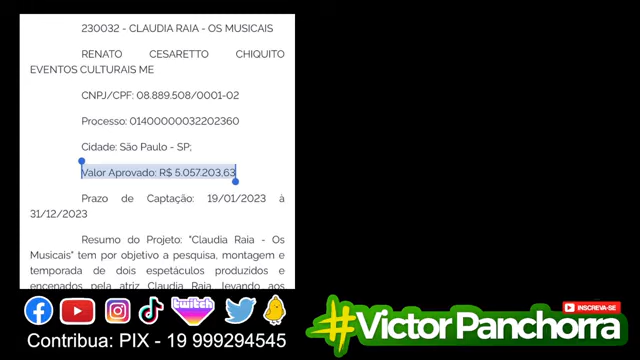 230032 - CLAUDIA RAIA - OS MUSICAIS
RENATO CESARETTO CHIQUITO
EVENTOS CULTURAIS ME
CNPJ/CPF: 08.889.508/0001-02
Processo: 01400000032202360
Cidade: São Paulo - SP;
Valor Aprovado: R$ 5.057.203,63
Prazo de Captação: 19/01/2023 à
31/12/2023
Resumo do Projeto: "Claudia Raia - Os
Musicais" tem por objetivo a pesquisa, montagem e
temporada de dois espetáculos produzidos e
encenados pela atriz Claudia Raia, levando aos
twitch
Contribua: PIX - 19 999294545
INSCREVA-SE
#VictorPanchorra